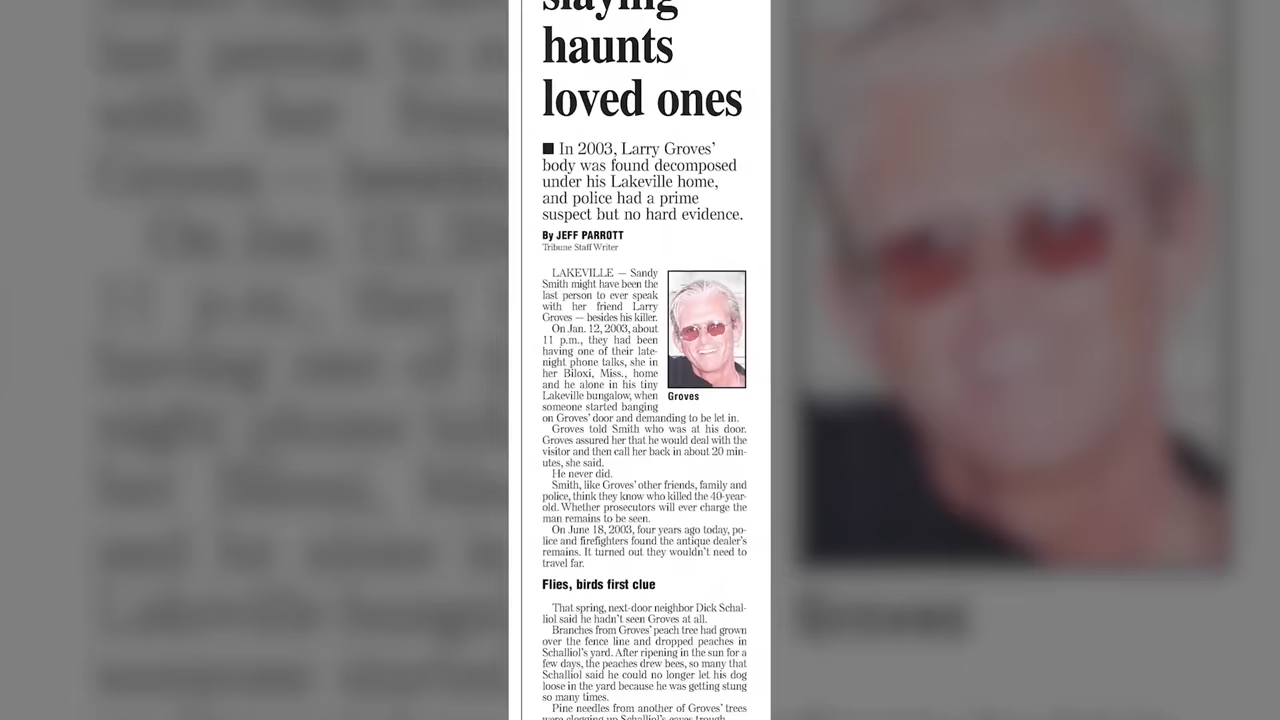 slaying
haunts
loved ones
■ In 2003, Larry Groves'
body was found decomposed
under his Lakeville home,
and police had a prime
suspect but no hard evidence.
By JEFF PARROTT
Tribune Staff Writer
LAKEVILLE — Sandy
Smith might have been the
last person to ever speak
with her friend Larry
Groves — besides his killer.
On Jan. 12, 2003, about
11 p.m., they had been
having one of their late-
night phone talks, she in
her Biloxi, Miss., home
and he alone in his tiny
Lakeville bungalow, when
someone started banging
on Groves' door and demanding to be let in.
Groves
Groves told Smith who was at his door.
Groves assured her that he would deal with the
visitor and then call her back in about 20 min-
utes, she said.
He never did.
Smith, like Groves' other friends, family and
police, think they know who killed the 40-year-
old. Whether prosecutors will ever charge the
man remains to be seen.
On June 18, 2003, four years ago today, po-
lice and firefighters found the antique dealer's
remains. It turned out they wouldn't need to
travel far.
Flies, birds first clue
That spring, next-door neighbor Dick Schal-
liol said he hadn't seen Groves at all.
Branches from Groves' peach tree had grown
over the fence line and dropped peaches in
Schalliol's yard. After ripening in the sun for a
few days, the peaches drew bees, so many that
Schalliol said he could no longer let his dog
loose in the yard because he was getting stung
so many times.
Pine needles from another of Groves' trees
were clogging up Schalliol's eaves trough.